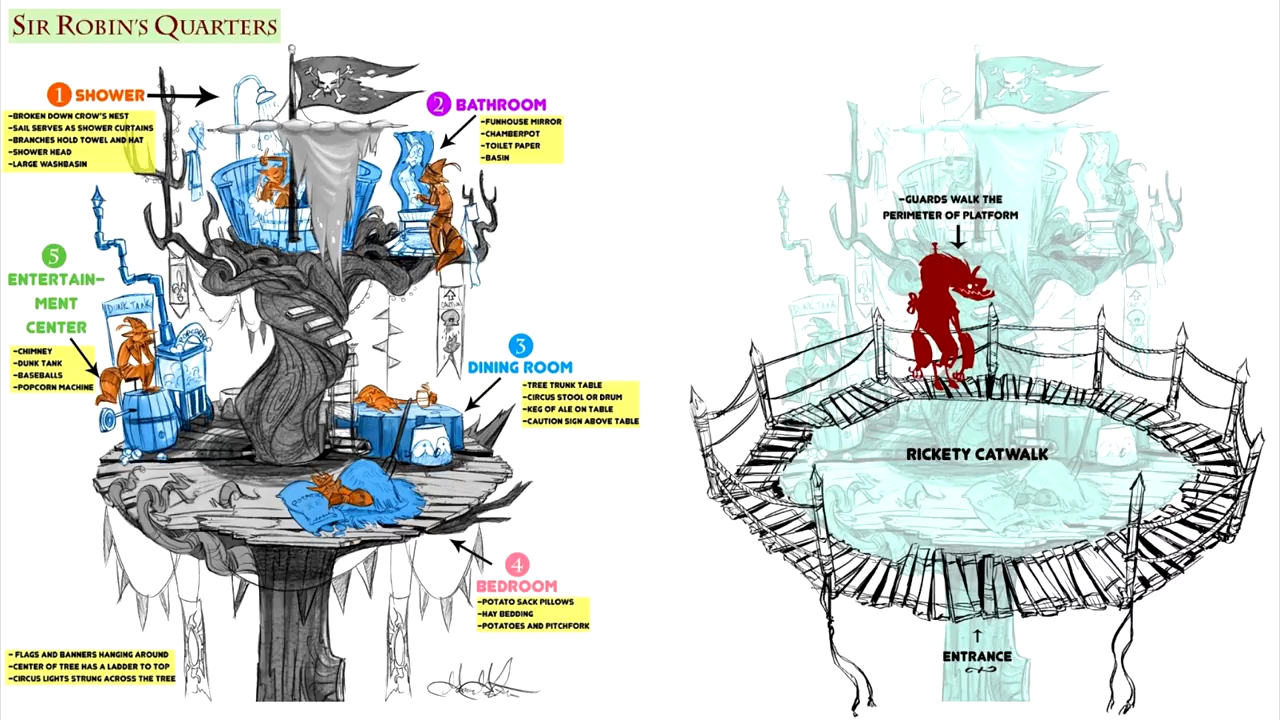 SIR ROBIN'S QUARTERS
1 SHOWER
-BROKEN DOWN CROW'S NEST
-SAIL SERVES AS SHOWER CURTAINS
-BRANCHES HOLD TOWEL AND HAT
-SHOWER HEAD
-LARGE WASHBASIN
2 BATHROOM
-FUNHOUSE MIRROR
-CHAMBERPOT
-TOILET PAPER
-BASIN
5
ENTERTAIN-
MENT
CENTER
-CHIMNEY
-DUNK TANK
-BASEBALLS
-POPCORN MACHINE
DUNK TANK
3
DINING ROOM
-TREE TRUNK TABLE
-CIRCUS STOOL OR DRUM
-KEG OF ALE ON TABLE
-CAUTION SIGN ABOVE TABLE
4
BEDROOM
-POTATO SACK PILLOWS
-HAY BEDDING
-POTATOES AND PITCHFORK
- FLAGS AND BANNERS HANGING AROUND
-CENTER OF TREE HAS A LADDER TO TOP
-CIRCUS LIGHTS STRUNG ACROSS THE TREE
-GUARDS WALK THE
PERIMETER OF PLATFORM
DUNK TANK
RICKETY CATWALK
ENTRANCE